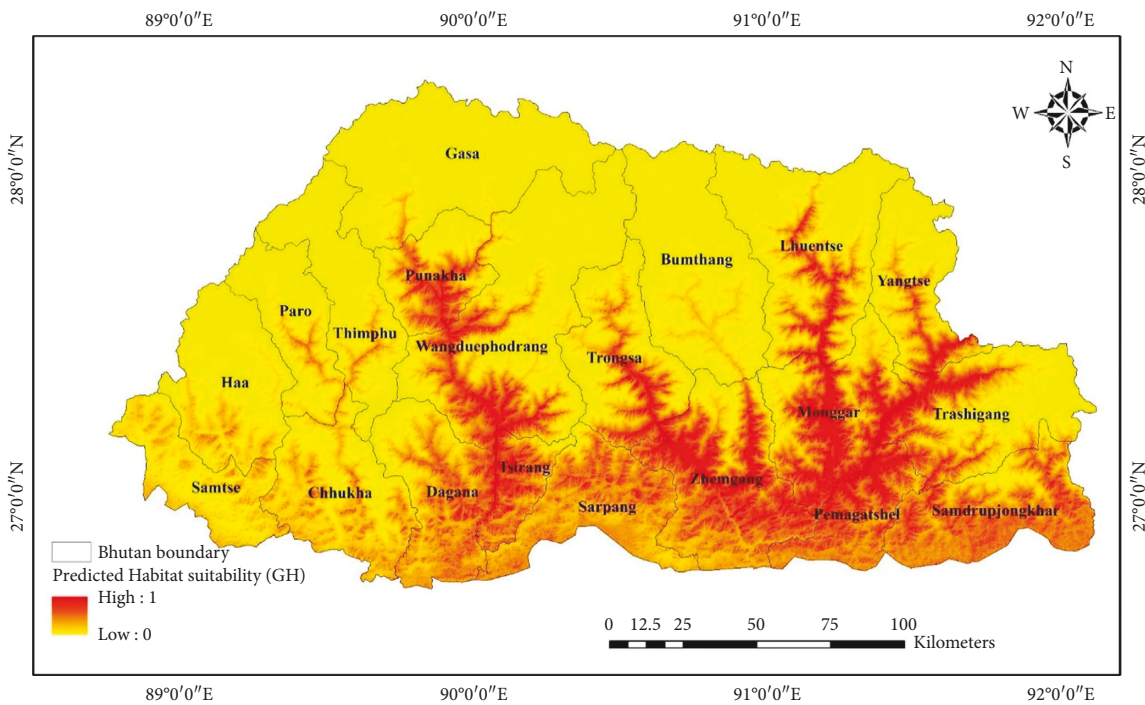 89°0′0″E 90°0′0″E 91°0′0″E 92°0′0″E
N
W E
S
28°0′0″N
28°0′0″N
27°0′0″N
27°0′0″N
Gasa
Punakha
Lhuentse
Bumthang
Yangtse
Paro
Thimphu
Wangduephodrang
Trongsa
Haa
Monggar
Trashigang
Tsirang
Zhemgang
Samtse
Chhukha
Dagana
Sarpang
Pemagatshel
Samdrupjongkhar
Bhutan boundary
Predicted Habitat suitability (GH)
High : 1
Low : 0
0 12.5 25 50 75 100
Kilometers
89°0′0″E 90°0′0″E 91°0′0″E 92°0′0″E